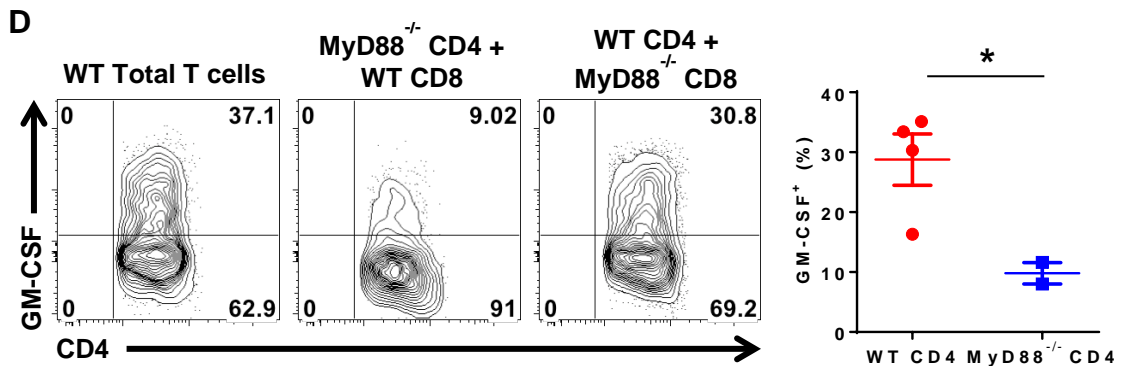 D
WT Total T cells
MyD88-/- CD4 +
WT CD8
WT CD4 +
MyD88-/- CD8
0
37.1
0
62.9
0
9.02
0
91
0
30.8
0
69.2
GM-CSF
CD4
*
GM-CSF+ (%)
40
30
20
10
0
WT CD4
MyD88-/- CD4